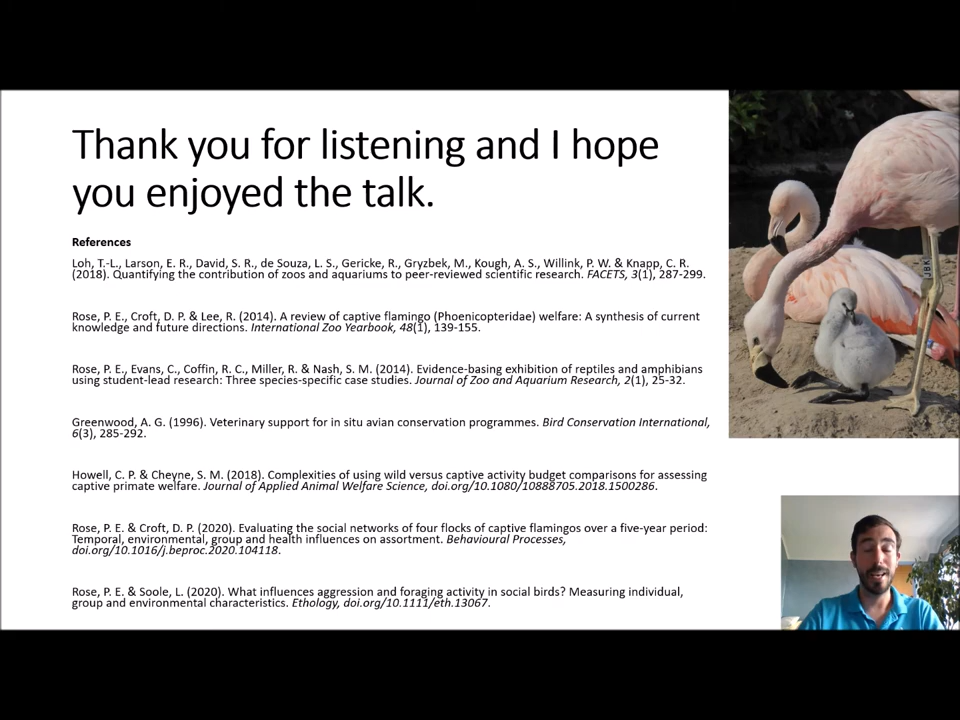 Thank you for listening and I hope
you enjoyed the talk.
References
Loh, T.-L., Larson, E. R., David, S. R., de Souza, L. S., Gericke, R., Gryzbek, M., Kough, A. S., Willink, P. W. & Knapp, C. R.
(2018). Quantifying the contribution of zoos and aquariums to peer-reviewed scientific research. FACETS, 3(1), 287-299.
Rose, P. E., Croft, D. P. & Lee, R. (2014). A review of captive flamingo (Phoenicopteridae) welfare: A synthesis of current
knowledge and future directions. International Zoo Yearbook, 48(1), 139-155.
Rose, P. E., Evans, C., Coffin, R. C., Miller, R. & Nash, S. M. (2014). Evidence-basing exhibition of reptiles and amphibians
using student-lead research: Three species-specific case studies. Journal of Zoo and Aquarium Research, 2(1), 25-32.
Greenwood, A. G. (1996). Veterinary support for in situ avian conservation programmes. Bird Conservation International,
6(3), 285-292.
Howell, C. P. & Cheyne, S. M. (2018). Complexities of using wild versus captive activity budget comparisons for assessing
captive primate welfare. Journal of Applied Animal Welfare Science, doi.org/10.1080/10888705.2018.1500286.
Rose, P. E. & Croft, D. P. (2020). Evaluating the social networks of four flocks of captive flamingos over a five-year period:
Temporal, environmental, group and health influences on assortment. Behavioural Processes,
doi.org/10.1016/j.beproc.2020.104118.
Rose, P. E. & Soole, L. (2020). What influences aggression and foraging activity in social birds? Measuring individual,
group and environmental characteristics. Ethology, doi.org/10.1111/eth.13067.
JBK